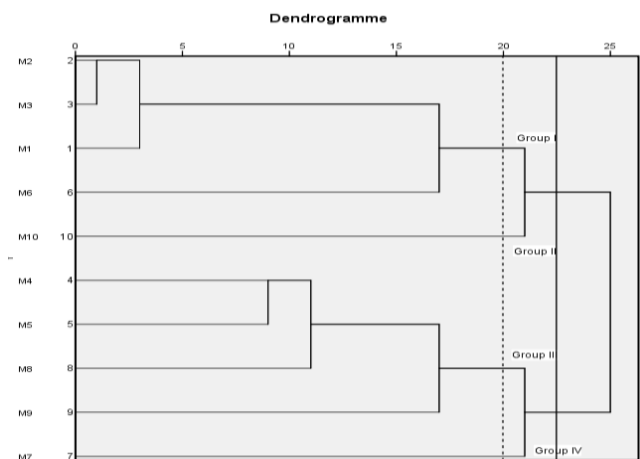 Dendrogramme
0 5 10 15 20 25
M2 2
M3 3
M1 1
Group I
M6 6
M10 10
Group II
M4 4
M5 5
Group II
M8 8
M9 9
Group IV
M7 7